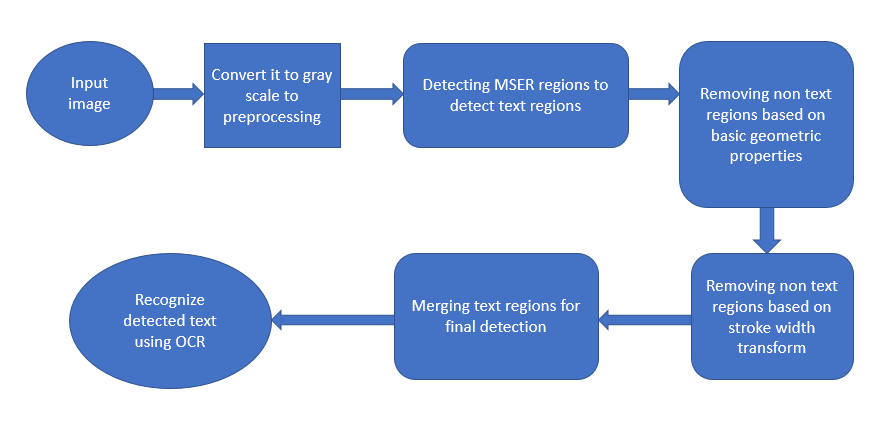 Input
image
Convert it to gray
scale to
preprocessing
Detecting MSER regions to
detect text regions
Removing non text
regions based on
basic geometric
properties
Removing non text
regions based on
stroke width
transform
Merging text regions for
final detection
Recognize
detected text
using OCR